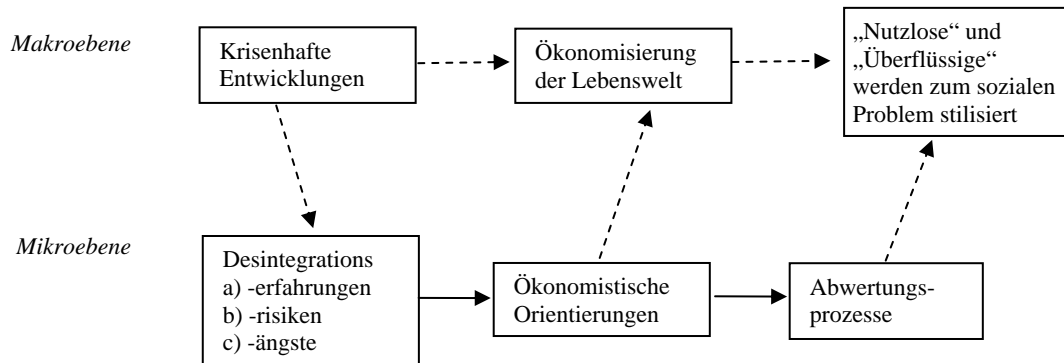 Makroebene
Krisenhafte
Entwicklungen
Ökonomisierung
der Lebenswelt
„Nutzlose“ und
„Überflüssige“
werden zum sozialen
Problem stilisiert
Mikroebene
Desintegrations
a) -erfahrungen
b) -risiken
c) -ängste
Ökonomistische
Orientierungen
Abwertungs-
prozesse